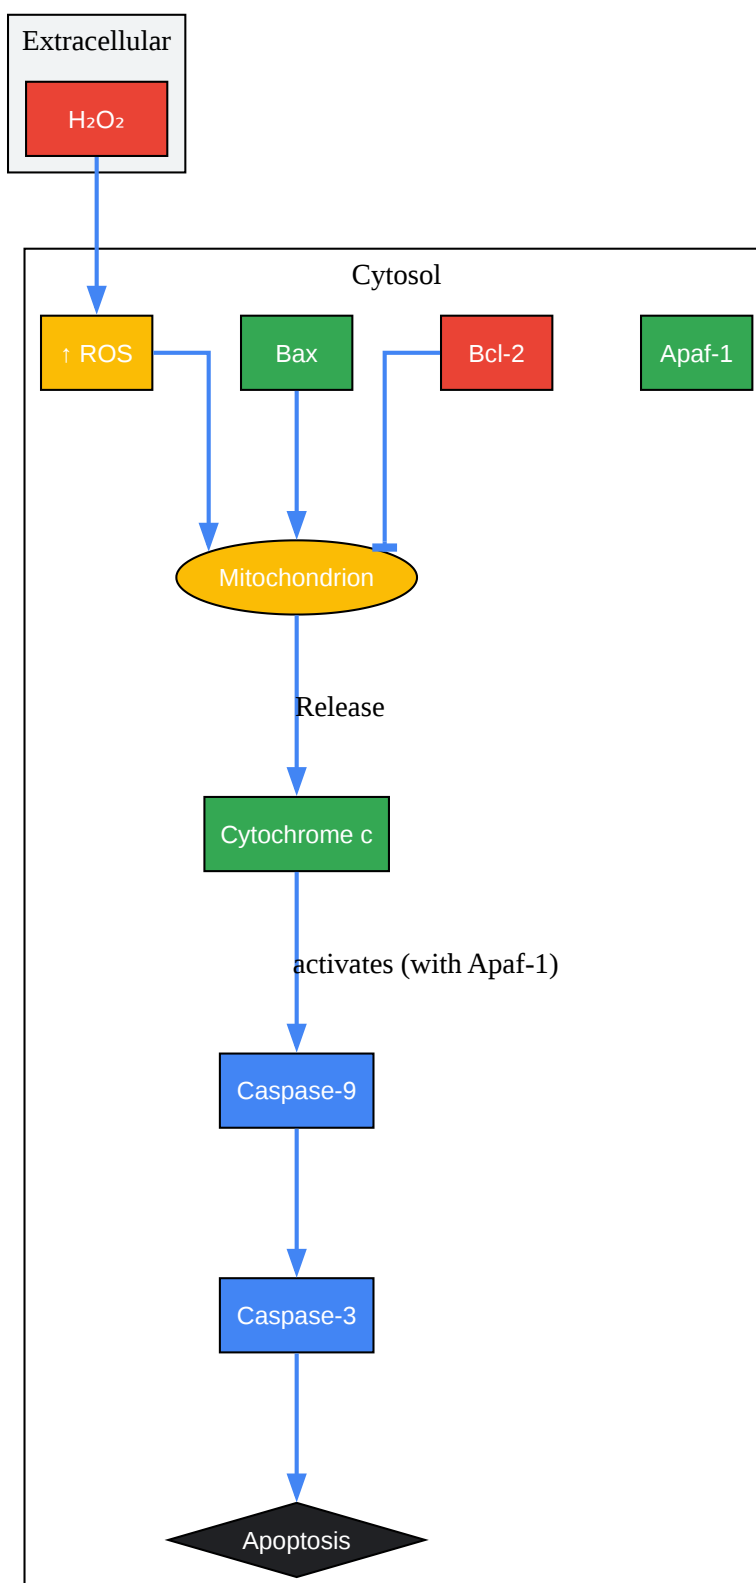 Extracellular
H₂O₂
Cytosol
↑ ROS
Bax
Bcl-2
Apaf-1
Mitochondrion
Release
Cytochrome c
activates (with Apaf-1)
Caspase-9
Caspase-3
Apoptosis